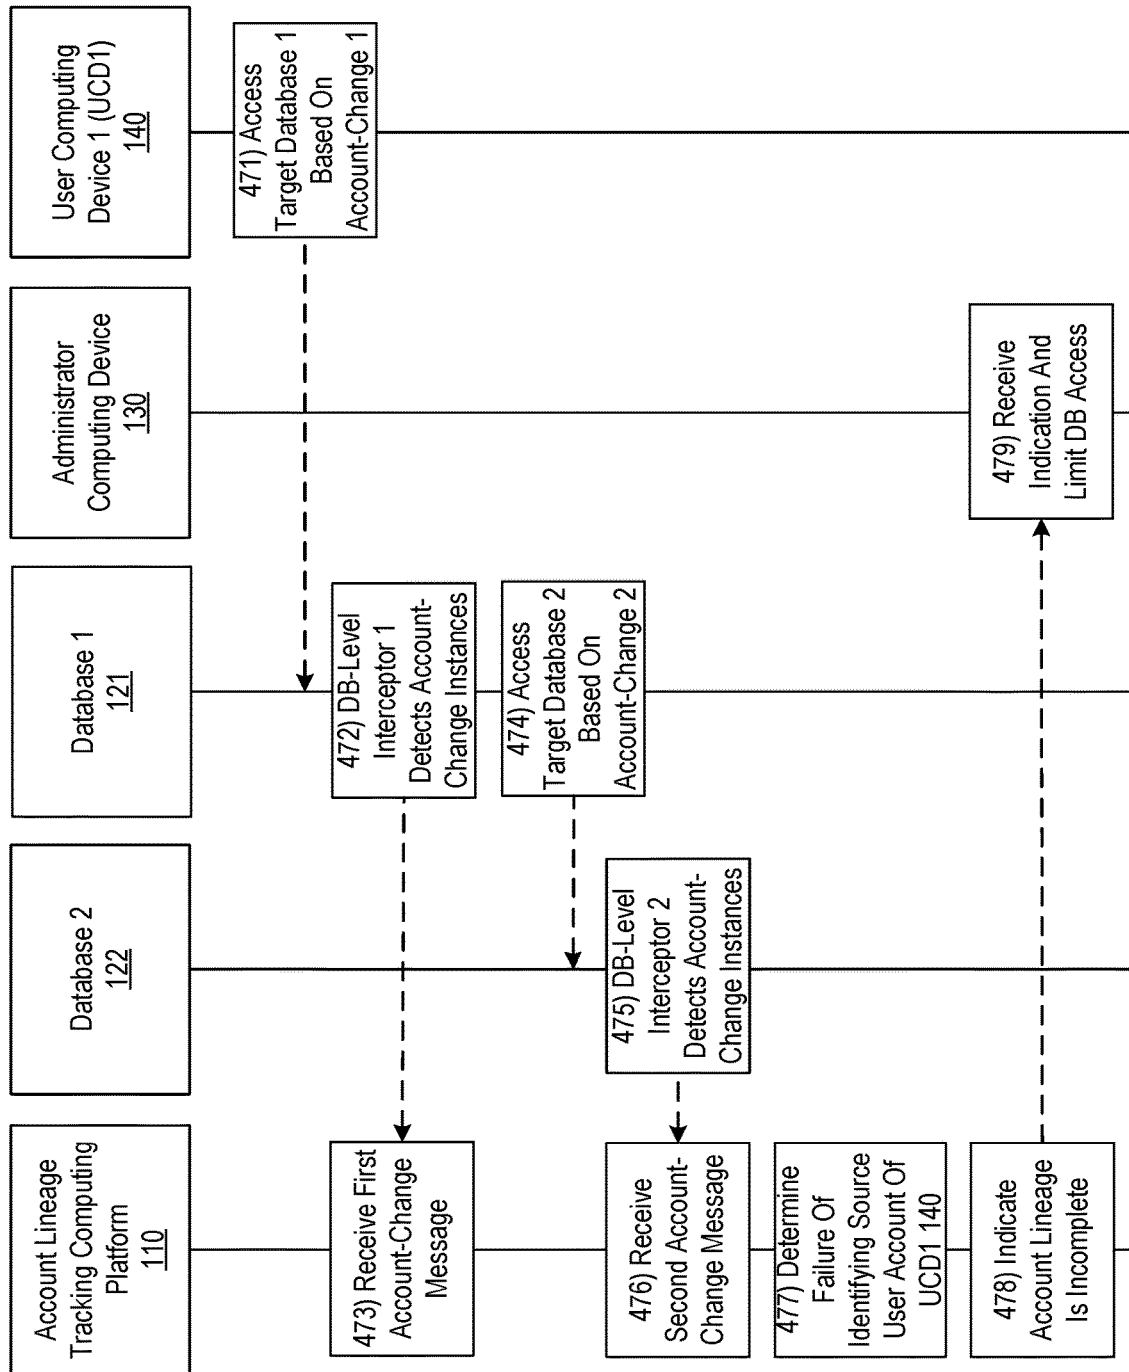 Account Lineage
Tracking Computing
Platform
110
Database 2
122
Database 1
121
Administrator
Computing Device
130
User Computing
Device 1 (UCD1)
140
471) Access
Target Database 1
Based On
Account-Change 1
472) DB-Level
Interceptor 1
Detects Account-
Change Instances
473) Receive First
Account-Change
Message
474) Access
Target Database 2
Based On
Account-Change 2
475) DB-Level
Interceptor 2
Detects Account-
Change Instances
476) Receive
Second Account-
Change Message
477) Determine
Failure Of
Identifying Source
User Account Of
UCD1 140
478) Indicate
Account Lineage
Is Incomplete
479) Receive
Indication And
Limit DB Access